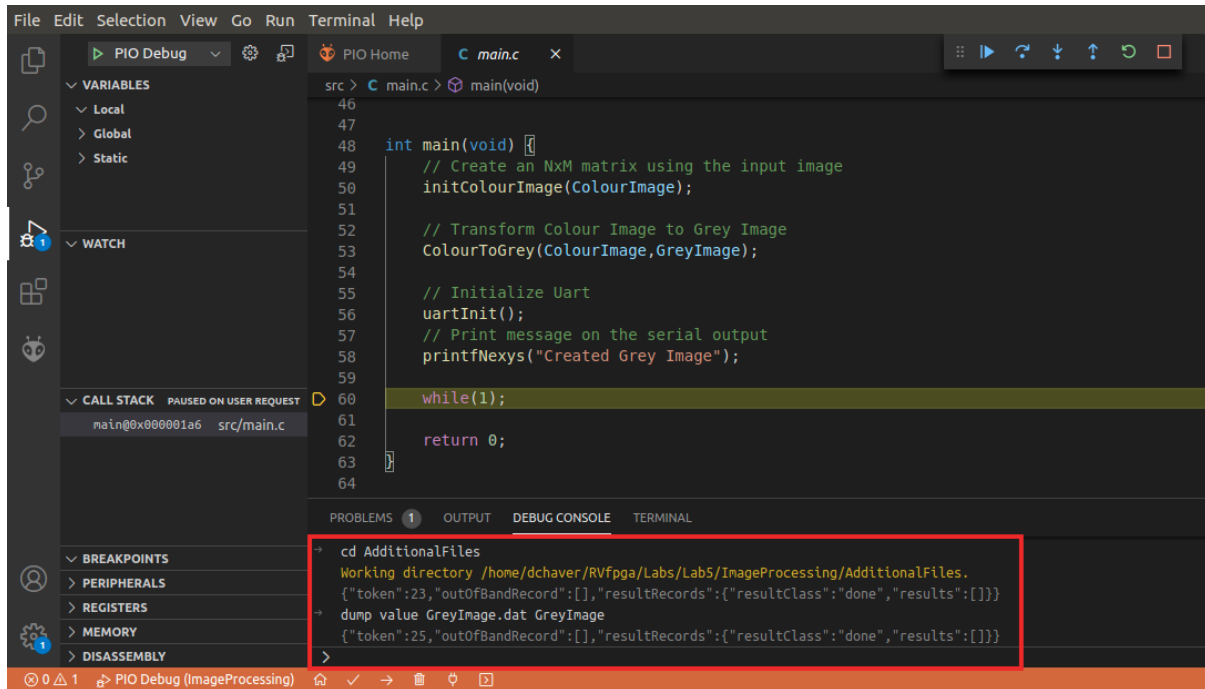 File Edit Selection View Go Run Terminal Help
PIO Debug
PIO Home
C main.c
VARIABLES
Local
Global
Static
WATCH
CALL STACK PAUSED ON USER REQUEST
main@0x000001a6 src/main.c
BREAKPOINTS
PERIPHERALS
REGISTERS
MEMORY
DISASSEMBLY
1
1
src > C main.c > main(void)
46
47
48 int main(void) {
49 // Create an NxM matrix using the input image
50 initColourImage(ColourImage);
51
52 // Transform Colour Image to Grey Image
53 ColourToGrey(ColourImage,GreyImage);
54
55 // Initialize Uart
56 uartInit();
57 // Print message on the serial output
58 printfNexys("Created Grey Image");
59
60 while(1);
61
62 return 0;
63 }
64
PROBLEMS 1 OUTPUT DEBUG CONSOLE TERMINAL
cd AdditionalFiles
Working directory /home/dchaver/RVfpga/Labs/Lab5/ImageProcessing/AdditionalFiles.
{"token":23,"outOfBandRecord":[],"resultRecords":{"resultClass":"done","results":[]}}
dump value GreyImage.dat GreyImage
{"token":25,"outOfBandRecord":[],"resultRecords":{"resultClass":"done","results":[]}}
>
0 1 PIO Debug (ImageProcessing)